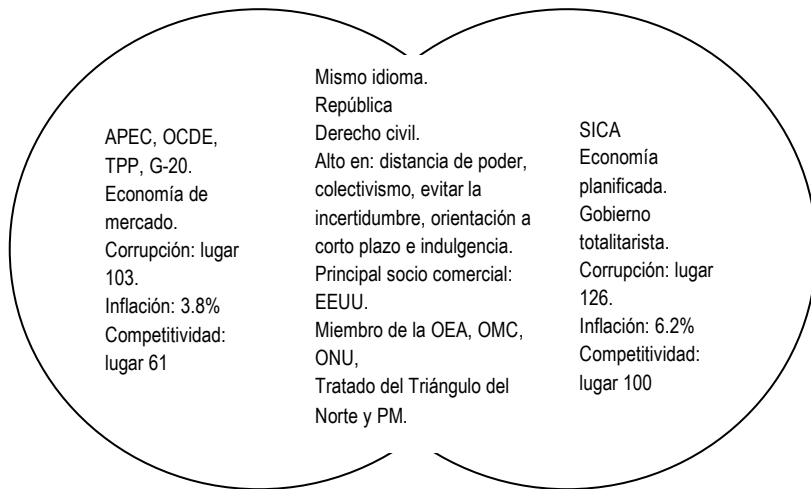 APEC, OCDE,
TPP, G-20.
Economía de
mercado.
Corrupción: lugar
103.
Inflación: 3.8%
Competitividad:
lugar 61
Mismo idioma.
República
Derecho civil.
Alto en: distancia de poder,
colectivismo, evitar la
incertidumbre, orientación a
corto plazo e indulgencia.
Principal socio comercial:
EEUU.
Miembro de la OEA, OMC,
ONU,
Tratado del Triángulo del
Norte y PM.
SICA
Economía
planificada.
Gobierno
totalitarista.
Corrupción: lugar
126.
Inflación: 6.2%
Competitividad:
lugar 100